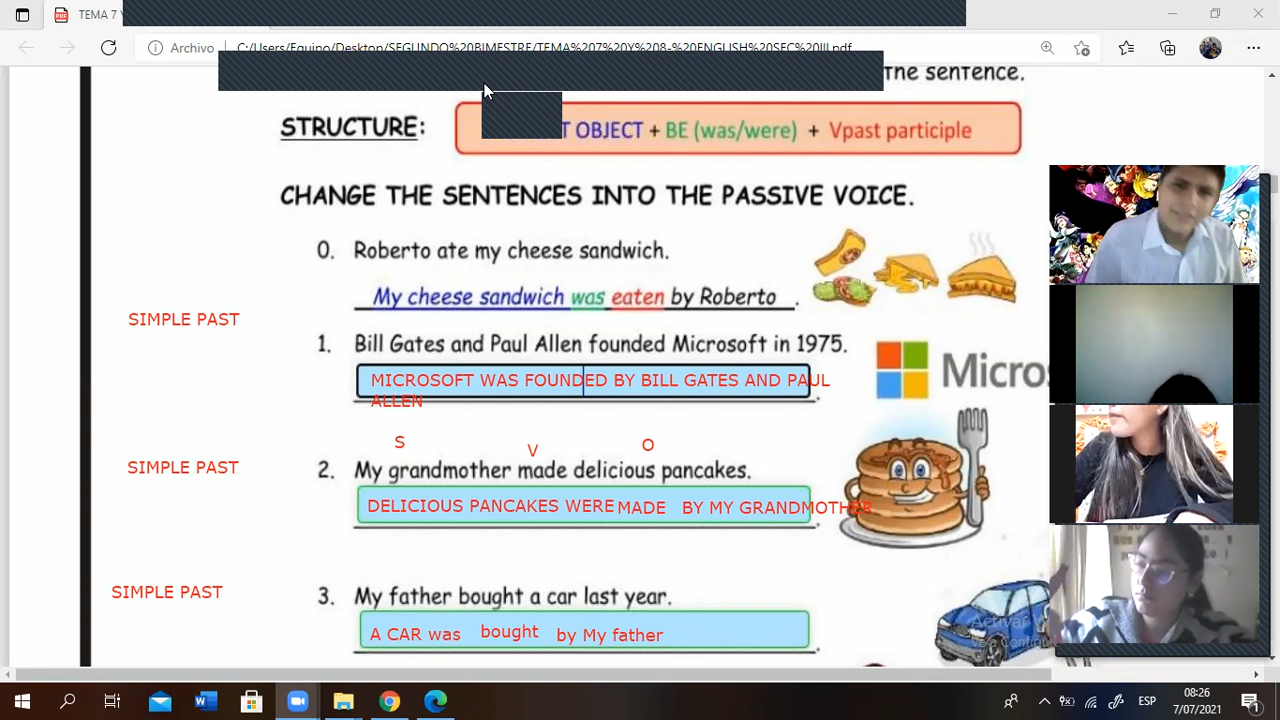 TEMA 7
Archivo C:/Users/Equipo/Desktop/SEGUNDO%20BIMESTRE/TEMA%207%20Y%208-%20ENGLISH%20SEC%20III.pdf
the sentence.
STRUCTURE: T OBJECT + BE (was/were) + Vpast participle
CHANGE THE SENTENCES INTO THE PASSIVE VOICE.
0. Roberto ate my cheese sandwich.
My cheese sandwich was eaten by Roberto.
SIMPLE PAST
1. Bill Gates and Paul Allen founded Microsoft in 1975.
MICROSOFT WAS FOUNDED BY BILL GATES AND PAUL
ALLEN
Micros
S V O
SIMPLE PAST
2. My grandmother made delicious pancakes.
DELICIOUS PANCAKES WERE MADE BY MY GRANDMOTHER.
SIMPLE PAST
3. My father bought a car last year.
A CAR was bought by My father.
Activar
Ve a
ESP
08:26
7/07/2021
1